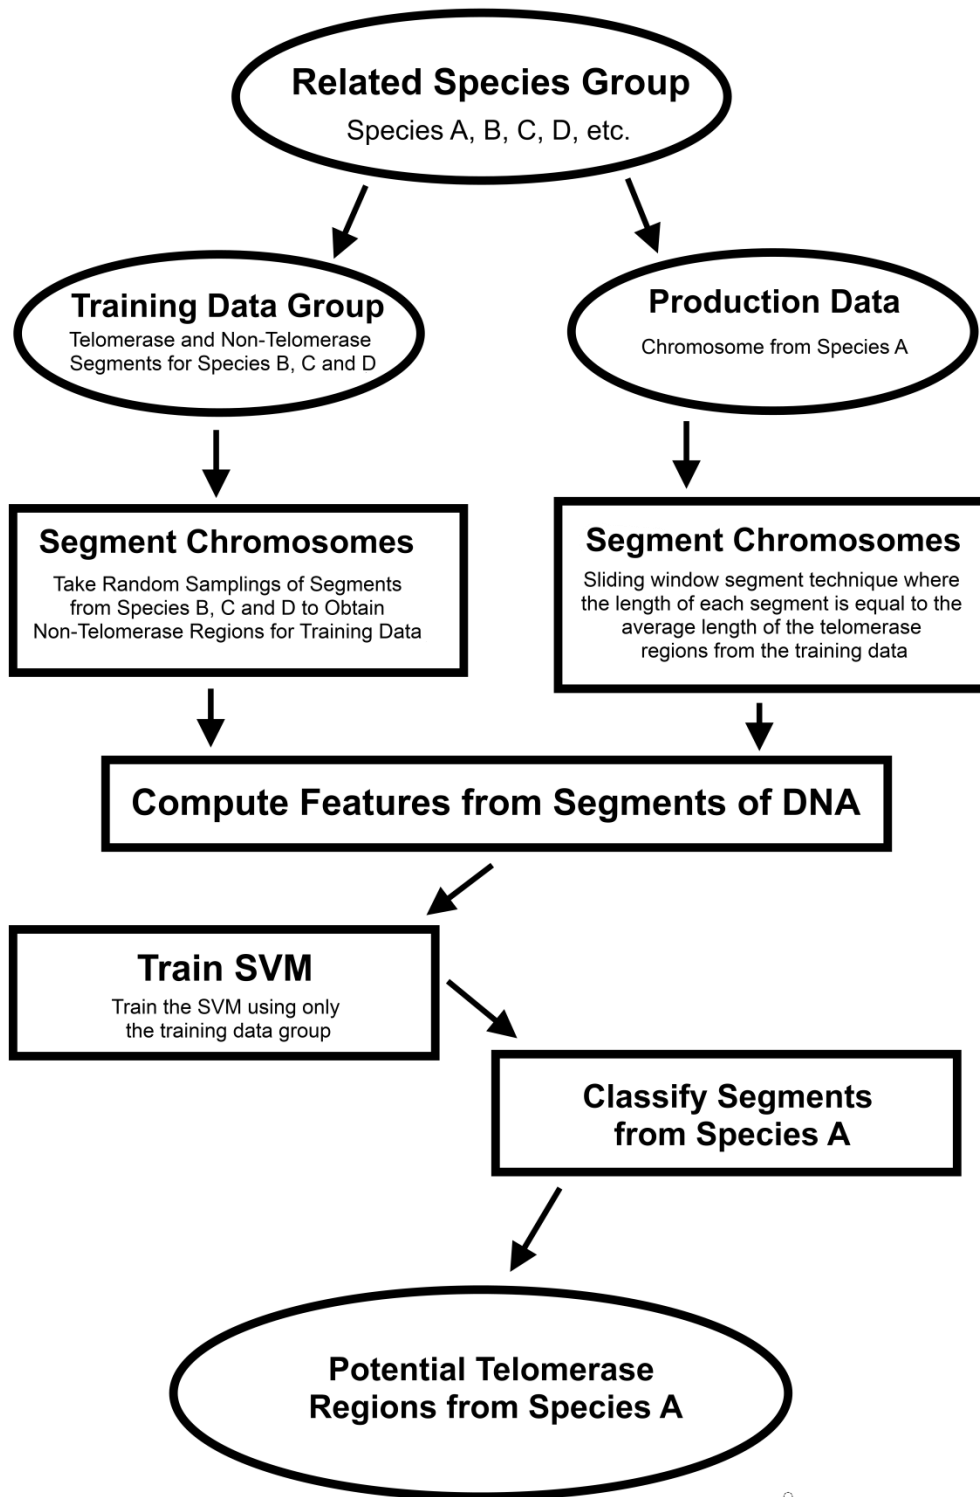 Related Species Group
Species A, B, C, D, etc.
Training Data Group
Telomerase and Non-Telomerase
Segments for Species B, C and D
Production Data
Chromosome from Species A
Segment Chromosomes
Take Random Samplings of Segments
from Species B, C and D to Obtain
Non-Telomerase Regions for Training Data
Segment Chromosomes
Sliding window segment technique where
the length of each segment is equal to the
average length of the telomerase
regions from the training data
Compute Features from Segments of DNA
Train SVM
Train the SVM using only
the training data group
Classify Segments
from Species A
Potential Telomerase
Regions from Species A